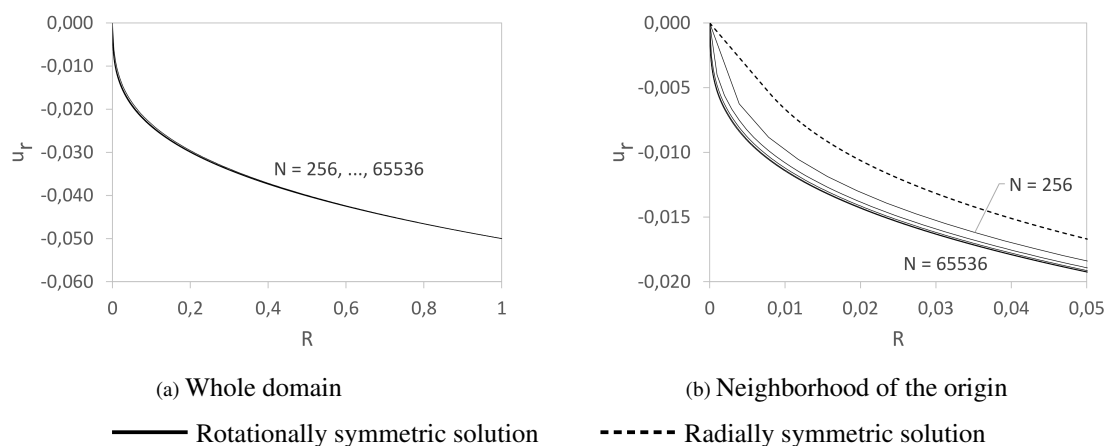 0,000
-0,010
-0,020
-0,030
-0,040
-0,050
-0,060
u_r
N = 256, ..., 65536
0
0,2
0,4
0,6
0,8
1
R
(a) Whole domain
0,000
-0,005
-0,010
-0,015
-0,020
u_r
N = 256
N = 65536
0
0,01
0,02
0,03
0,04
0,05
R
(b) Neighborhood of the origin
Rotationally symmetric solution
Radially symmetric solution